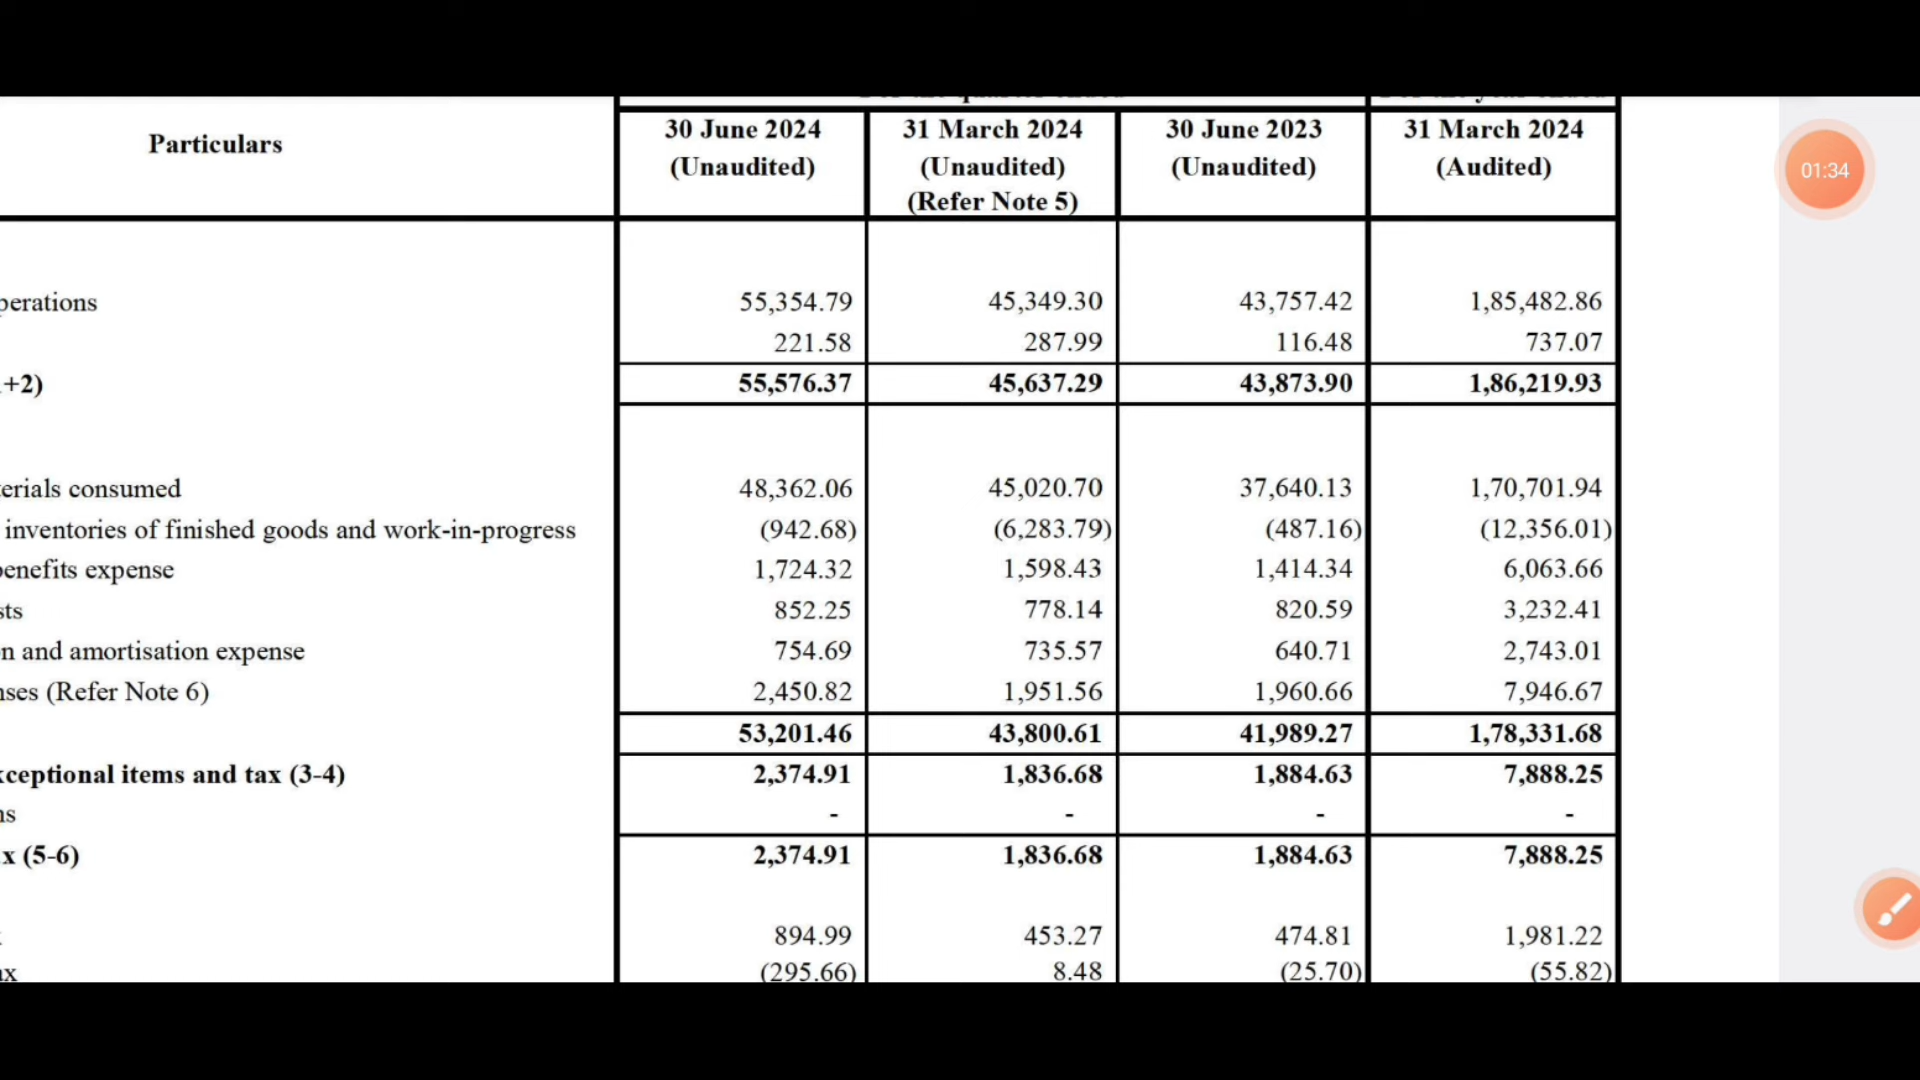 Particulars
30 June 2024 31 March 2024 30 June 2023 31 March 2024
(Unaudited) (Unaudited) (Unaudited) (Audited)
(Refer Note 5)
01:34
perations 55,354.79 45,349.30 43,757.42 1,85,482.86
221.58 287.99 116.48 737.07
+2) 55,576.37 45,637.29 43,873.90 1,86,219.93
erials consumed 48,362.06 45,020.70 37,640.13 1,70,701.94
inventories of finished goods and work-in-progress (942.68) (6,283.79) (487.16) (12,356.01)
benefits expense 1,724.32 1,598.43 1,414.34 6,063.66
sts 852.25 778.14 820.59 3,232.41
n and amortisation expense 754.69 735.57 640.71 2,743.01
nses (Refer Note 6) 2,450.82 1,951.56 1,960.66 7,946.67
53,201.46 43,800.61 41,989.27 1,78,331.68
xceptional items and tax (3-4) 2,374.91 1,836.68 1,884.63 7,888.25
ns - - - -
x (5-6) 2,374.91 1,836.68 1,884.63 7,888.25
894.99 453.27 474.81 1,981.22
ax (295.66) 8.48 (25.70) (55.82)